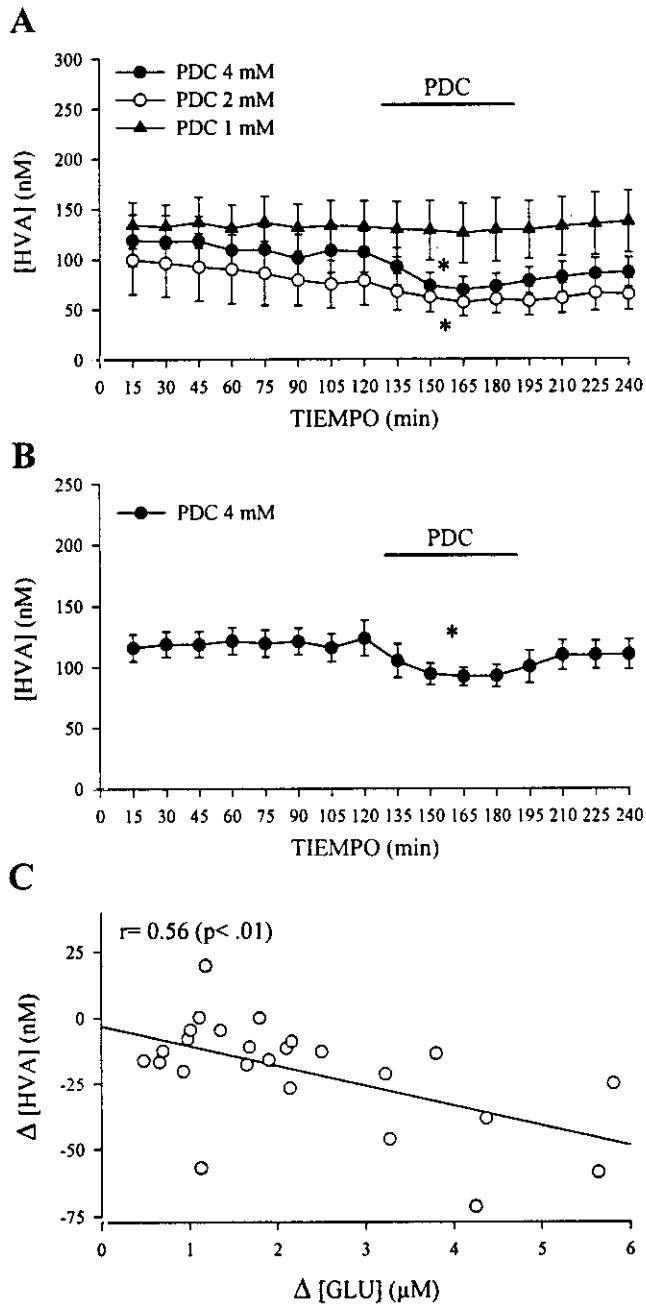 A
300
250
200
150
100
50
0
[HVA] (nM)
PDC 4 mM
PDC 2 mM
PDC 1 mM
PDC
*
*
0 15 30 45 60 75 90 105 120 135 150 165 180 195 210 225 240
TIEMPO (min)
B
250
200
150
100
50
0
[HVA] (nM)
PDC 4 mM
PDC
*
0 15 30 45 60 75 90 105 120 135 150 165 180 195 210 225 240
TIEMPO (min)
C
r= 0.56 (p< .01)
25
0
-25
-50
-75
Δ [HVA] (nM)
0 1 2 3 4 5 6
Δ [GLU] (μM)